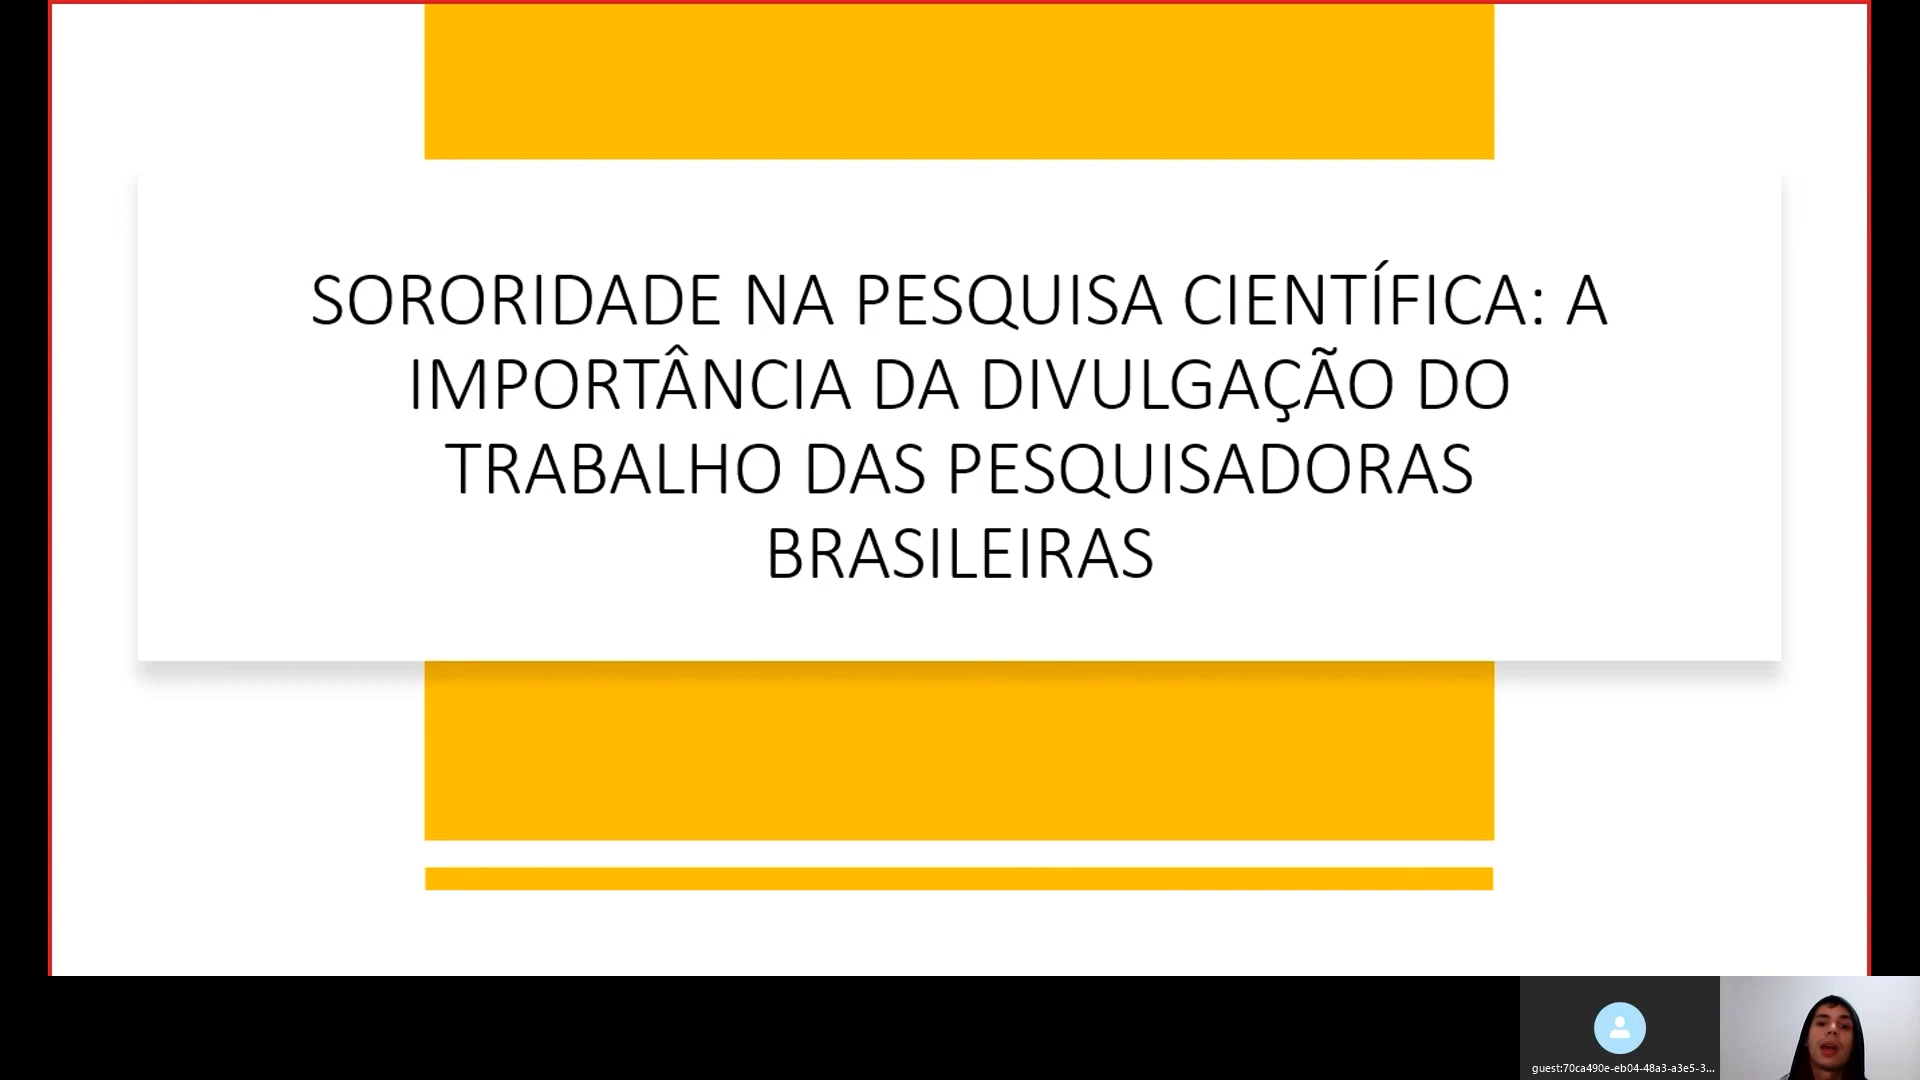 SORORIDADE NA PESQUISA CIENTÍFICA: A
IMPORTÂNCIA DA DIVULGAÇÃO DO
TRABALHO DAS PESQUISADORAS
BRASILEIRAS
guest:70ca490e-eb04-48a3-a3e5-3...